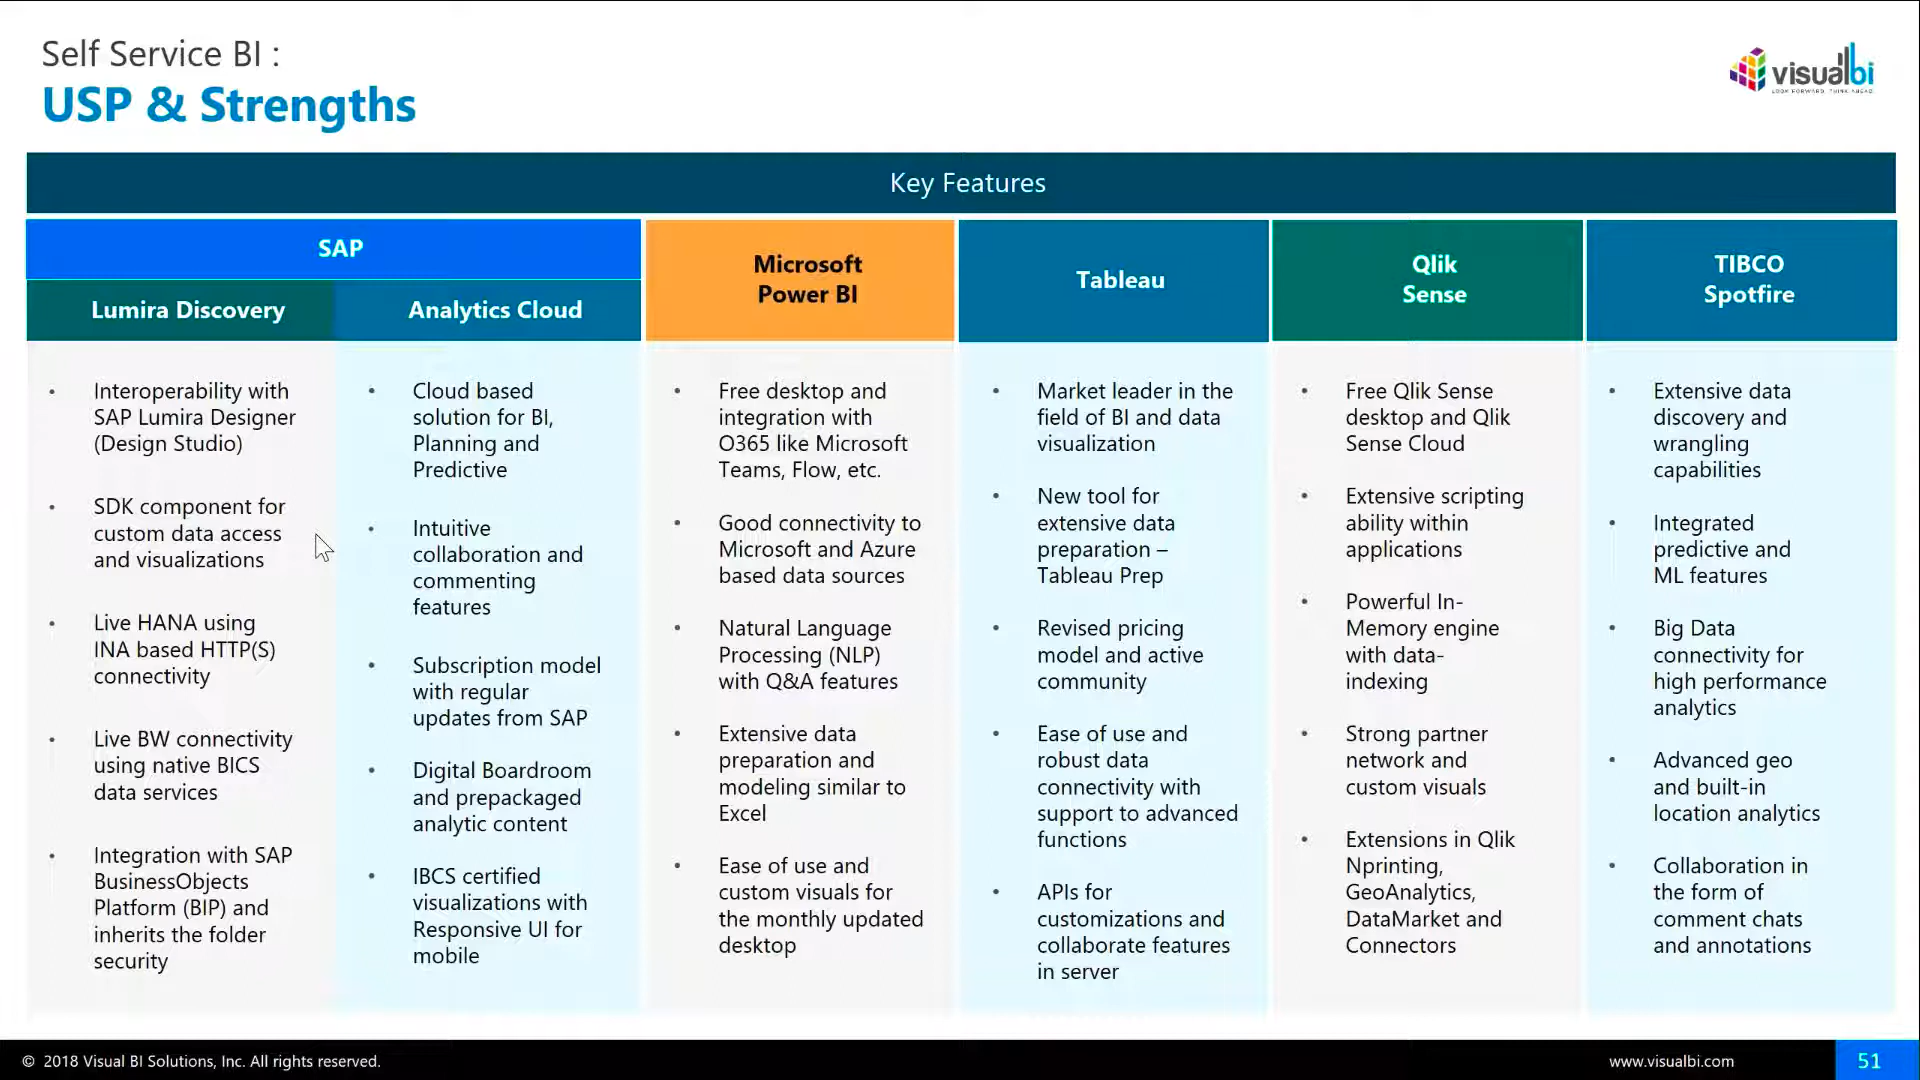 Self Service BI :
USP & Strengths
visualbi
LOOK FORWARD. THINK AHEAD.
Key Features
SAP
Lumira Discovery
Analytics Cloud
Microsoft
Power BI
Tableau
Qlik
Sense
TIBCO
Spotfire
• Interoperability with
SAP Lumira Designer
(Design Studio)
• SDK component for
custom data access
and visualizations
• Live HANA using
INA based HTTP(S)
connectivity
• Live BW connectivity
using native BICS
data services
• Integration with SAP
BusinessObjects
Platform (BIP) and
inherits the folder
security
• Cloud based
solution for BI,
Planning and
Predictive
• Intuitive
collaboration and
commenting
features
• Subscription model
with regular
updates from SAP
• Digital Boardroom
and prepackaged
analytic content
• IBCS certified
visualizations with
Responsive UI for
mobile
• Free desktop and
integration with
O365 like Microsoft
Teams, Flow, etc.
• Good connectivity to
Microsoft and Azure
based data sources
• Natural Language
Processing (NLP)
with Q&A features
• Extensive data
preparation and
modeling similar to
Excel
• Ease of use and
custom visuals for
the monthly updated
desktop
• Market leader in the
field of BI and data
visualization
• New tool for
extensive data
preparation –
Tableau Prep
• Revised pricing
model and active
community
• Ease of use and
robust data
connectivity with
support to advanced
functions
• APIs for
customizations and
collaborate features
in server
• Free Qlik Sense
desktop and Qlik
Sense Cloud
• Extensive scripting
ability within
applications
• Powerful In-
Memory engine
with data-
indexing
• Strong partner
network and
custom visuals
• Extensions in Qlik
Nprinting,
GeoAnalytics,
DataMarket and
Connectors
• Extensive data
discovery and
wrangling
capabilities
• Integrated
predictive and
ML features
• Big Data
connectivity for
high performance
analytics
• Advanced geo
and built-in
location analytics
• Collaboration in
the form of
comment chats
and annotations
© 2018 Visual BI Solutions, Inc. All rights reserved.
www.visualbi.com
51